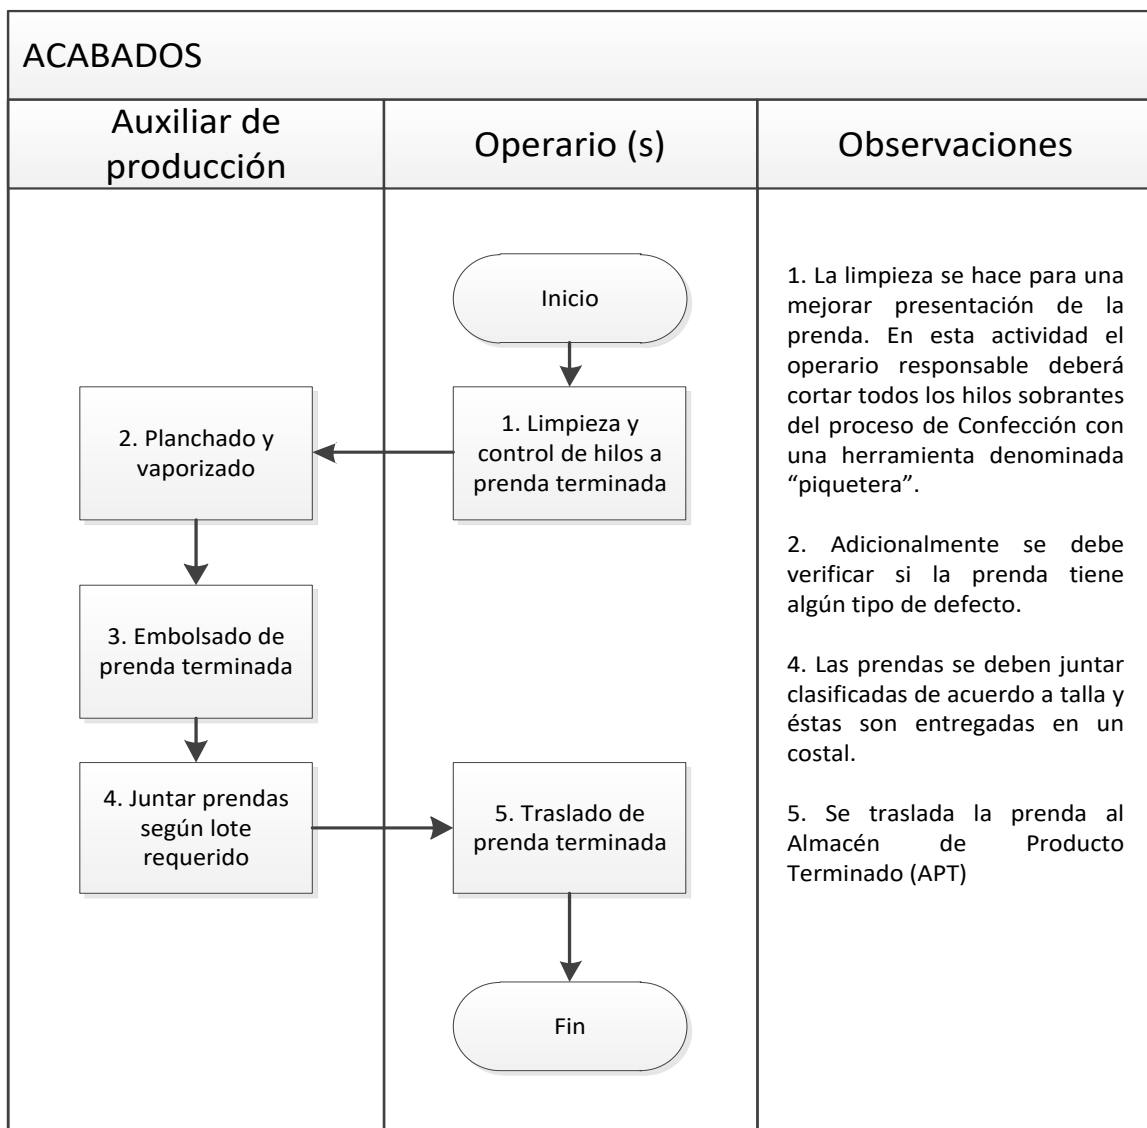 ACABADOS
Auxiliar de
producción
Operario (s)
Observaciones
Inicio
1. Limpieza y
control de hilos a
prenda terminada
2. Planchado y
vaporizado
3. Embolsado de
prenda terminada
4. Juntar prendas
según lote
requerido
5. Traslado de
prenda terminada
Fin
1. La limpieza se hace para una
mejorar presentación de la
prenda. En esta actividad el
operario responsable deberá
cortar todos los hilos sobrantes
del proceso de Confección con
una herramienta denominada
“piquetera”.
2. Adicionalmente se debe
verificar si la prenda tiene
algún tipo de defecto.
4. Las prendas se deben juntar
clasificadas de acuerdo a talla y
éstas son entregadas en un
costal.
5. Se traslada la prenda al
Almacén de Producto
Terminado (APT)